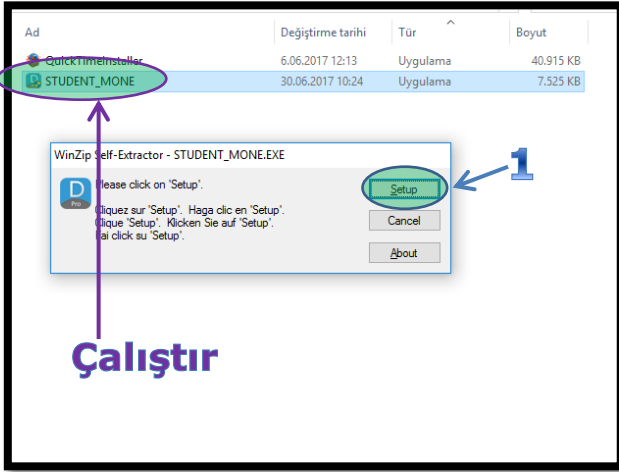 Ad Değiştirme tarihi Tür Boyut
QuickTimeInstaller 6.06.2017 12:13 Uygulama 40.915 KB
STUDENT_MONE 30.06.2017 10:24 Uygulama 7.525 KB
WinZip Self-Extractor - STUDENT_MONE.EXE
1
D
Pro
Please click on 'Setup'.
Setup
Cliquez sur 'Setup'. Haga clic en 'Setup'.
Clique 'Setup'. Klicken Sie auf 'Setup'.
Fai click su 'Setup'.
Cancel
About
Çalıştır